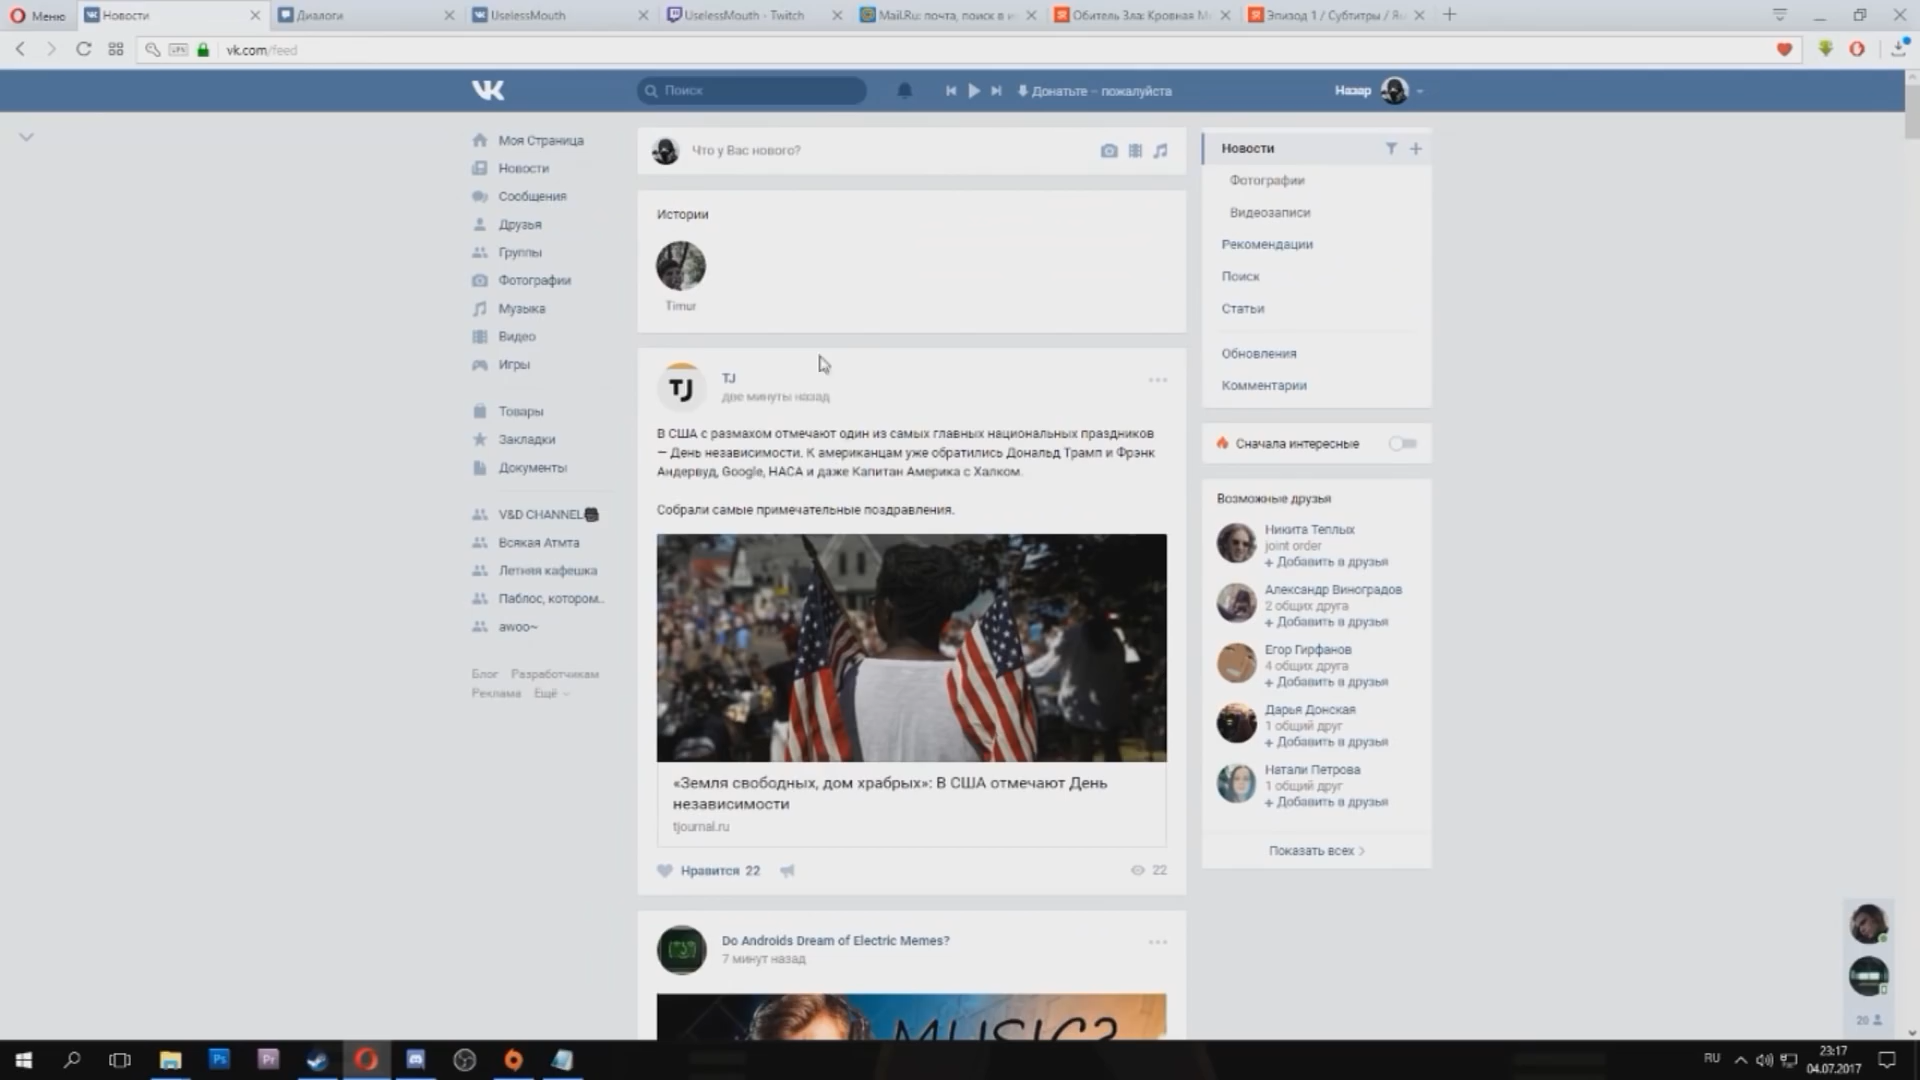 Меню
Новости
Диалоги
UselessMouth
UselessMouth - Twitch
Mail.Ru: почта, поиск в и
Обитель Зла: Кровная М
Эпизод 1 / Субтитры / Ян
VPN
vk.com/feed
Поиск
Донатьте – пожалуйста
Назар
Моя Страница
Новости
Сообщения
Друзья
Группы
Фотографии
Музыка
Видео
Игры
Товары
Закладки
Документы
V&D CHANNEL
Всякая Атмта
Летняя кафешка
Паблос, котором..
awoo~
Блог Разработчикам
Реклама Ещё
Что у Вас нового?
Истории
Timur
TJ
TJ
две минуты назад
В США с размахом отмечают один из самых главных национальных праздников
— День независимости. К американцам уже обратились Дональд Трамп и Фрэнк
Андервуд, Google, НАСА и даже Капитан Америка с Халком.
Собрали самые примечательные поздравления.
«Земля свободных, дом храбрых»: В США отмечают День
независимости
tjournal.ru
Нравится 22
22
Do Androids Dream of Electric Memes?
7 минут назад
MUSIC?
Новости
Фотографии
Видеозаписи
Рекомендации
Поиск
Статьи
Обновления
Комментарии
Сначала интересные
Возможные друзья
Никита Теплых
joint order
+ Добавить в друзья
Александр Виноградов
2 общих друга
+ Добавить в друзья
Егор Гирфанов
4 общих друга
+ Добавить в друзья
Дарья Донская
1 общий друг
+ Добавить в друзья
Натали Петрова
1 общий друг
+ Добавить в друзья
Показать всех
20
Ps
Pr
RU
23:17
04.07.2017